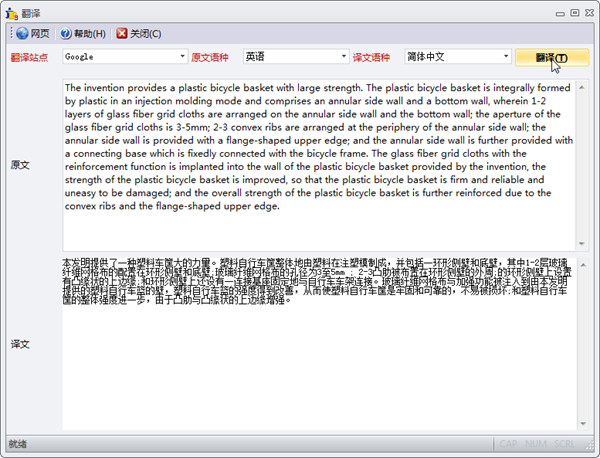 翻译
网页 帮助(H) 关闭(C)
翻译站点 Google 原文语种 英语 译文语种 简体中文 翻译(T)
原文
The invention provides a plastic bicycle basket with large strength. The plastic bicycle basket is integrally formed
by plastic in an injection molding mode and comprises an annular side wall and a bottom wall, wherein 1-2
layers of glass fiber grid cloths are arranged on the annular side wall and the bottom wall; the aperture of the
glass fiber grid cloths is 3-5mm; 2-3 convex ribs are arranged at the periphery of the annular side wall; the
annular side wall is provided with a flange-shaped upper edge; and the annular side wall is further provided with
a connecting base which is fixedly connected with the bicycle frame. The glass fiber grid cloths with the
reinforcement function is implanted into the wall of the plastic bicycle basket provided by the invention, the
strength of the plastic bicycle basket is improved, so that the plastic bicycle basket is firm and reliable and
uneasy to be damaged; and the overall strength of the plastic bicycle basket is further reinforced due to the
convex ribs and the flange-shaped upper edge.
译文
本发明提供了一种塑料车筐大的力量。塑料自行车筐整体地由塑料在注塑模制成，并包括一环形侧壁和底壁，其中1-2层玻璃
纤维网格布的配置在环形侧壁和底壁;玻璃纤维网格布的孔径为3至5mm ; 2-3凸肋被布置在环形侧壁的外周;的环形侧壁上设置
有凸缘状的上边缘;和环形侧壁上还设有一连接基座固定地与自行车车架连接。玻璃纤维网格布与加强功能被注入到由本发明
提供的塑料自行车篮的壁，塑料自行车篮的强度得到改善，从而使塑料自行车筐是牢固和可靠的，不易被损坏;和塑料自行车
筐的整体强度进一步，由于凸肋与凸缘状的上边缘增强。
就绪 CAP NUM SCRL